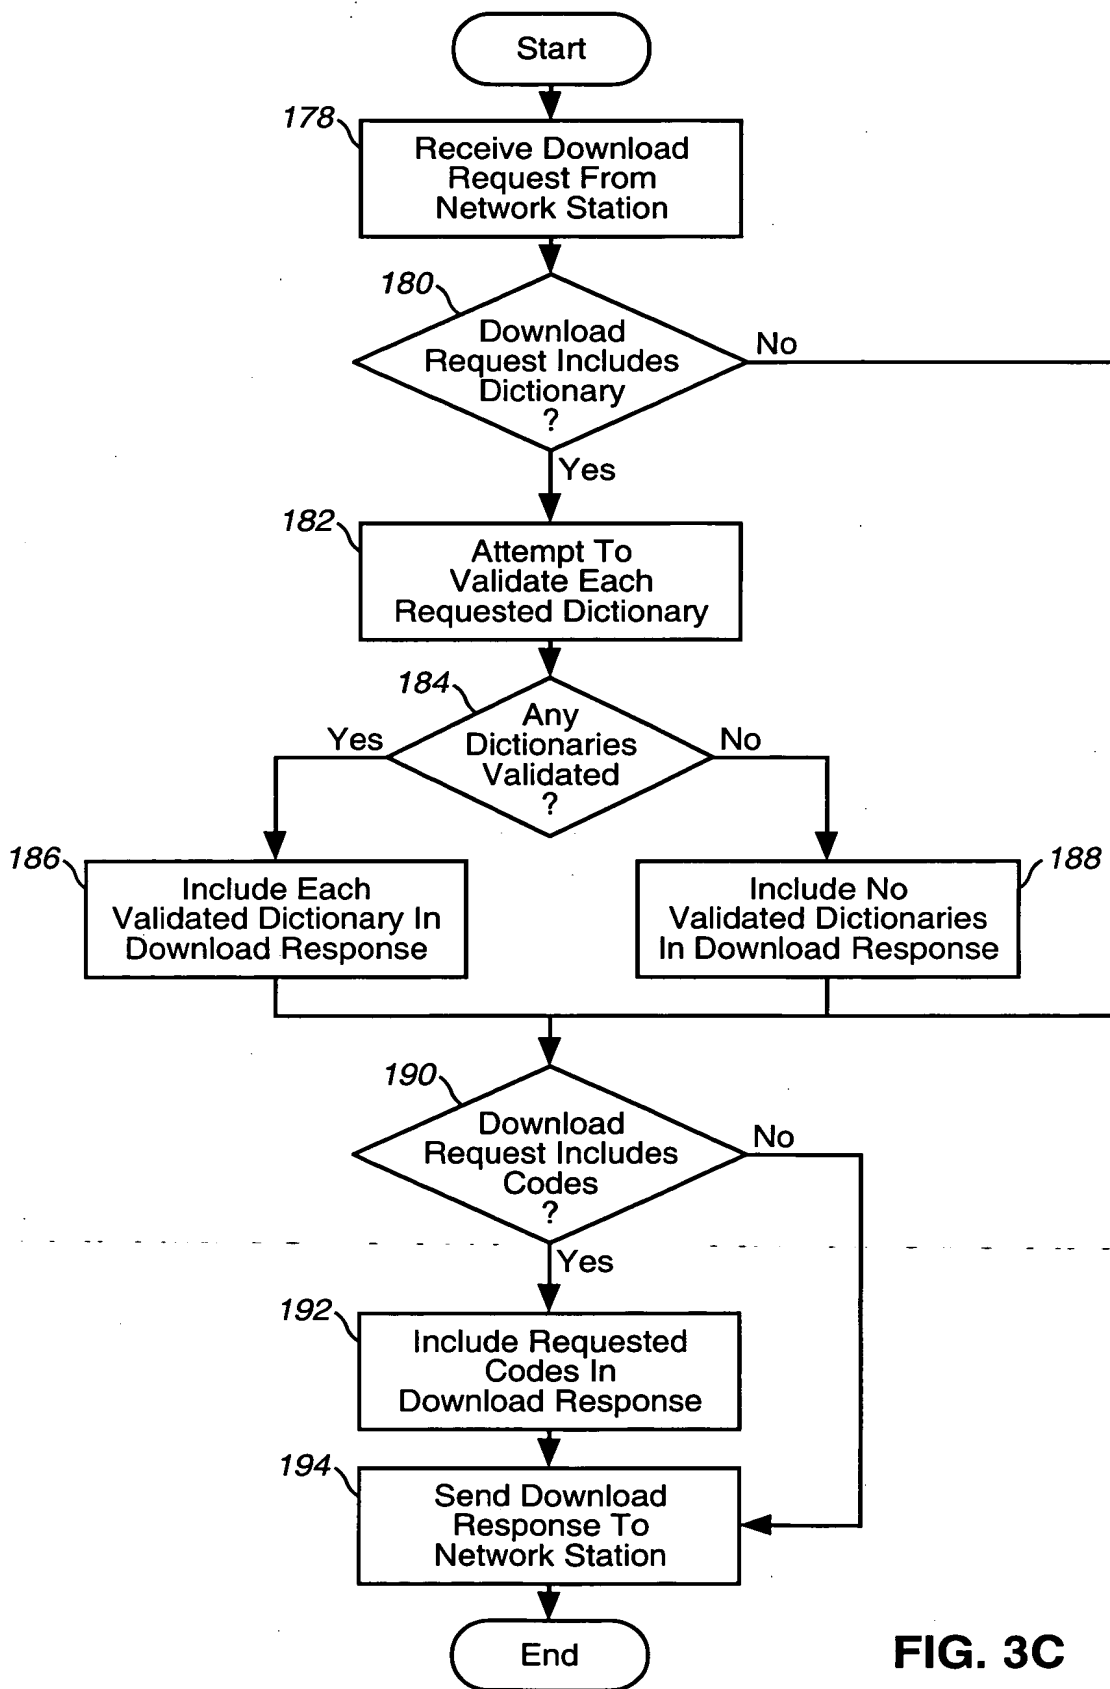 Start
178
Receive Download
Request From
Network Station
180
Download
Request Includes
Dictionary
?
No
Yes
182
Attempt To
Validate Each
Requested Dictionary
184
Any
Dictionaries
Validated
?
Yes
No
186
Include Each
Validated Dictionary In
Download Response
Include No
Validated Dictionaries
In Download Response
188
190
Download
Request Includes
Codes
?
No
Yes
192
Include Requested
Codes In
Download Response
194
Send Download
Response To
Network Station
End
FIG. 3C